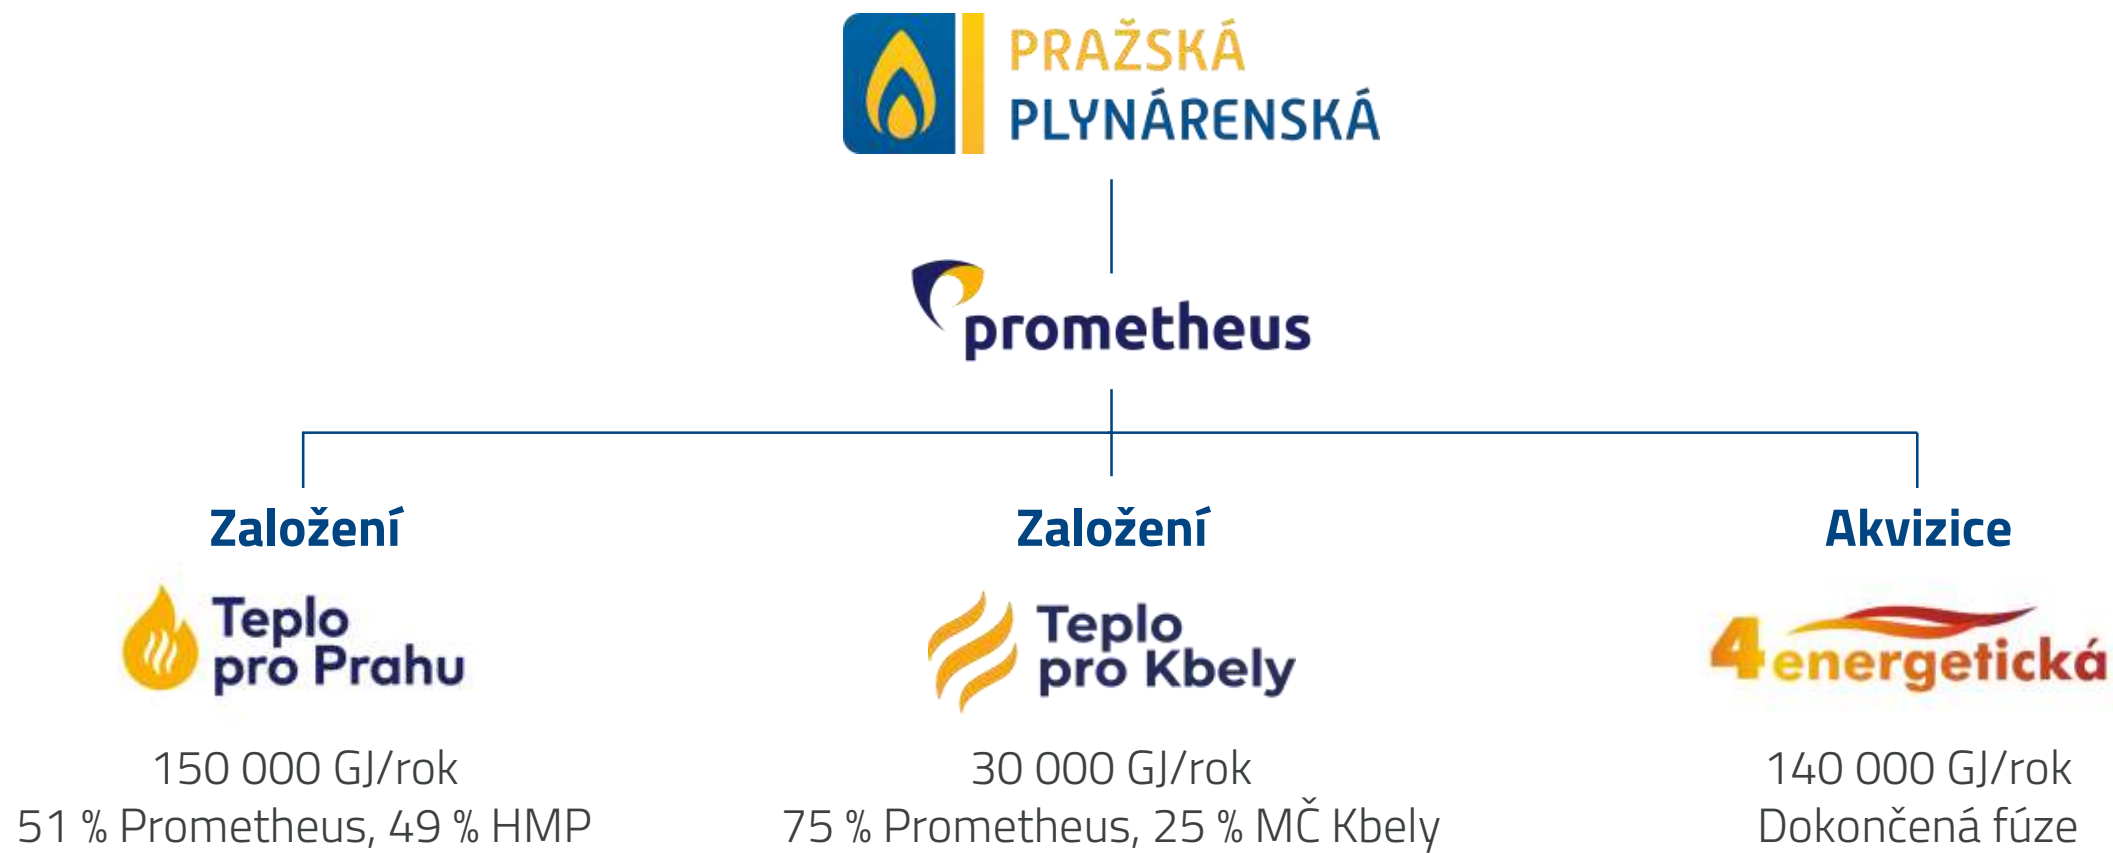 PRAŽSKÁ
PLYNÁRENSKÁ
prometheus
Založení
Teplo
pro Prahu
150 000 GJ/rok
51 % Prometheus, 49 % HMP
Založení
Teplo
pro Kbely
30 000 GJ/rok
75 % Prometheus, 25 % MČ Kbely
Akvizice
4energetická
140 000 GJ/rok
Dokončená fúze